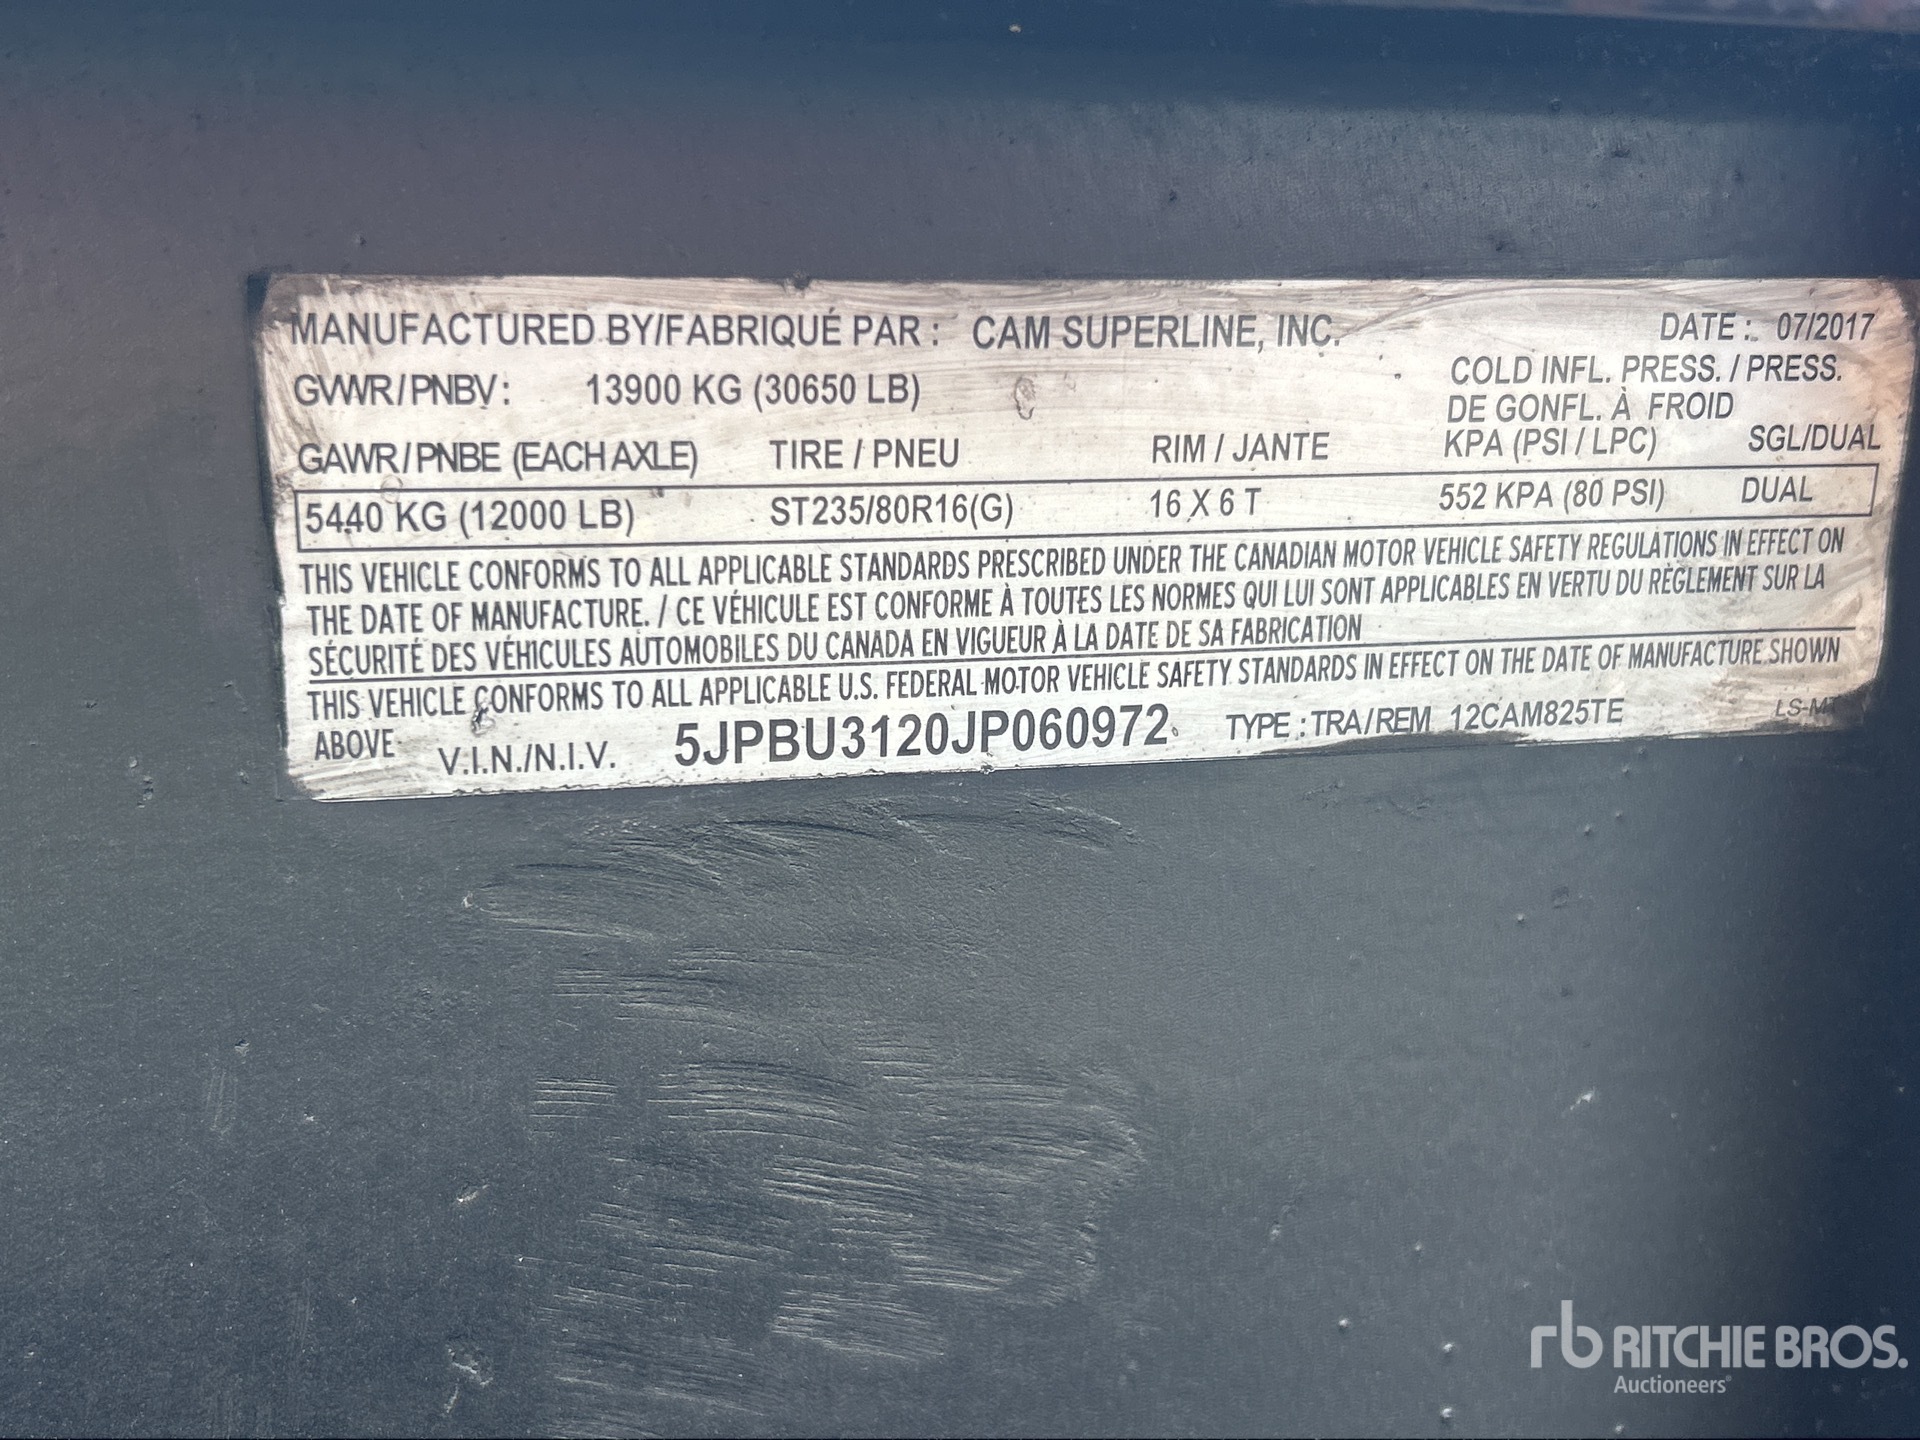 MANUFACTURED BY/FABRIQUÉ PAR : CAM SUPERLINE, INC. DATE : 07/2017
GVWR/PNBV: 13900 KG (30650 LB)
COLD INFL. PRESS. / PRESS.
DE GONFL. À FROID
GAWR/PNBE (EACH AXLE) TIRE / PNEU RIM / JANTE KPA (PSI / LPC) SGL/DUAL
5440 KG (12000 LB) ST235/80R16(G) 16 X 6 T 552 KPA (80 PSI) DUAL
THIS VEHICLE CONFORMS TO ALL APPLICABLE STANDARDS PRESCRIBED UNDER THE CANADIAN MOTOR VEHICLE SAFETY REGULATIONS IN EFFECT ON
THE DATE OF MANUFACTURE. / CE VÉHICULE EST CONFORME À TOUTES LES NORMES QUI LUI SONT APPLICABLES EN VERTU DU RÈGLEMENT SUR LA
SÉCURITÉ DES VÉHICULES AUTOMOBILES DU CANADA EN VIGUEUR À LA DATE DE SA FABRICATION
THIS VEHICLE CONFORMS TO ALL APPLICABLE U.S. FEDERAL MOTOR VEHICLE SAFETY STANDARDS IN EFFECT ON THE DATE OF MANUFACTURE SHOWN
ABOVE V.I.N./N.I.V. 5JPBU3120JP060972 TYPE : TRA/REM 12CAM825TE
rb RITCHIE BROS.
Auctioneers